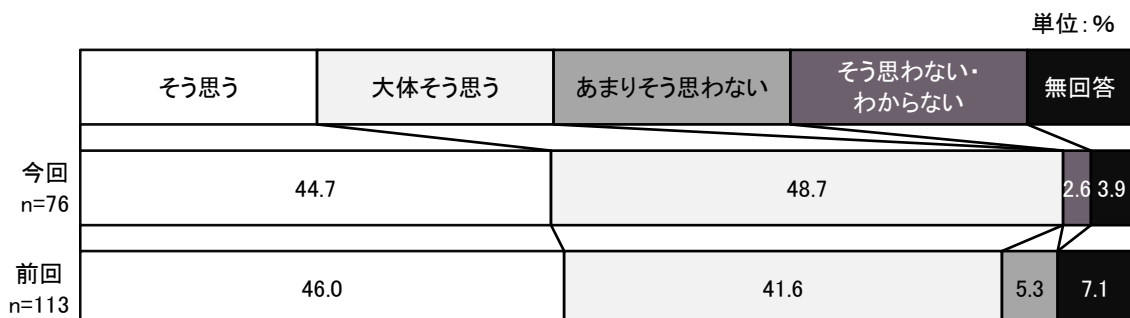 単位：%
そう思う
大体そう思う
あまりそう思わない
そう思わない・
わからない
無回答
今回
n=76
44.7
48.7
2.6
3.9
前回
n=113
46.0
41.6
5.3
7.1